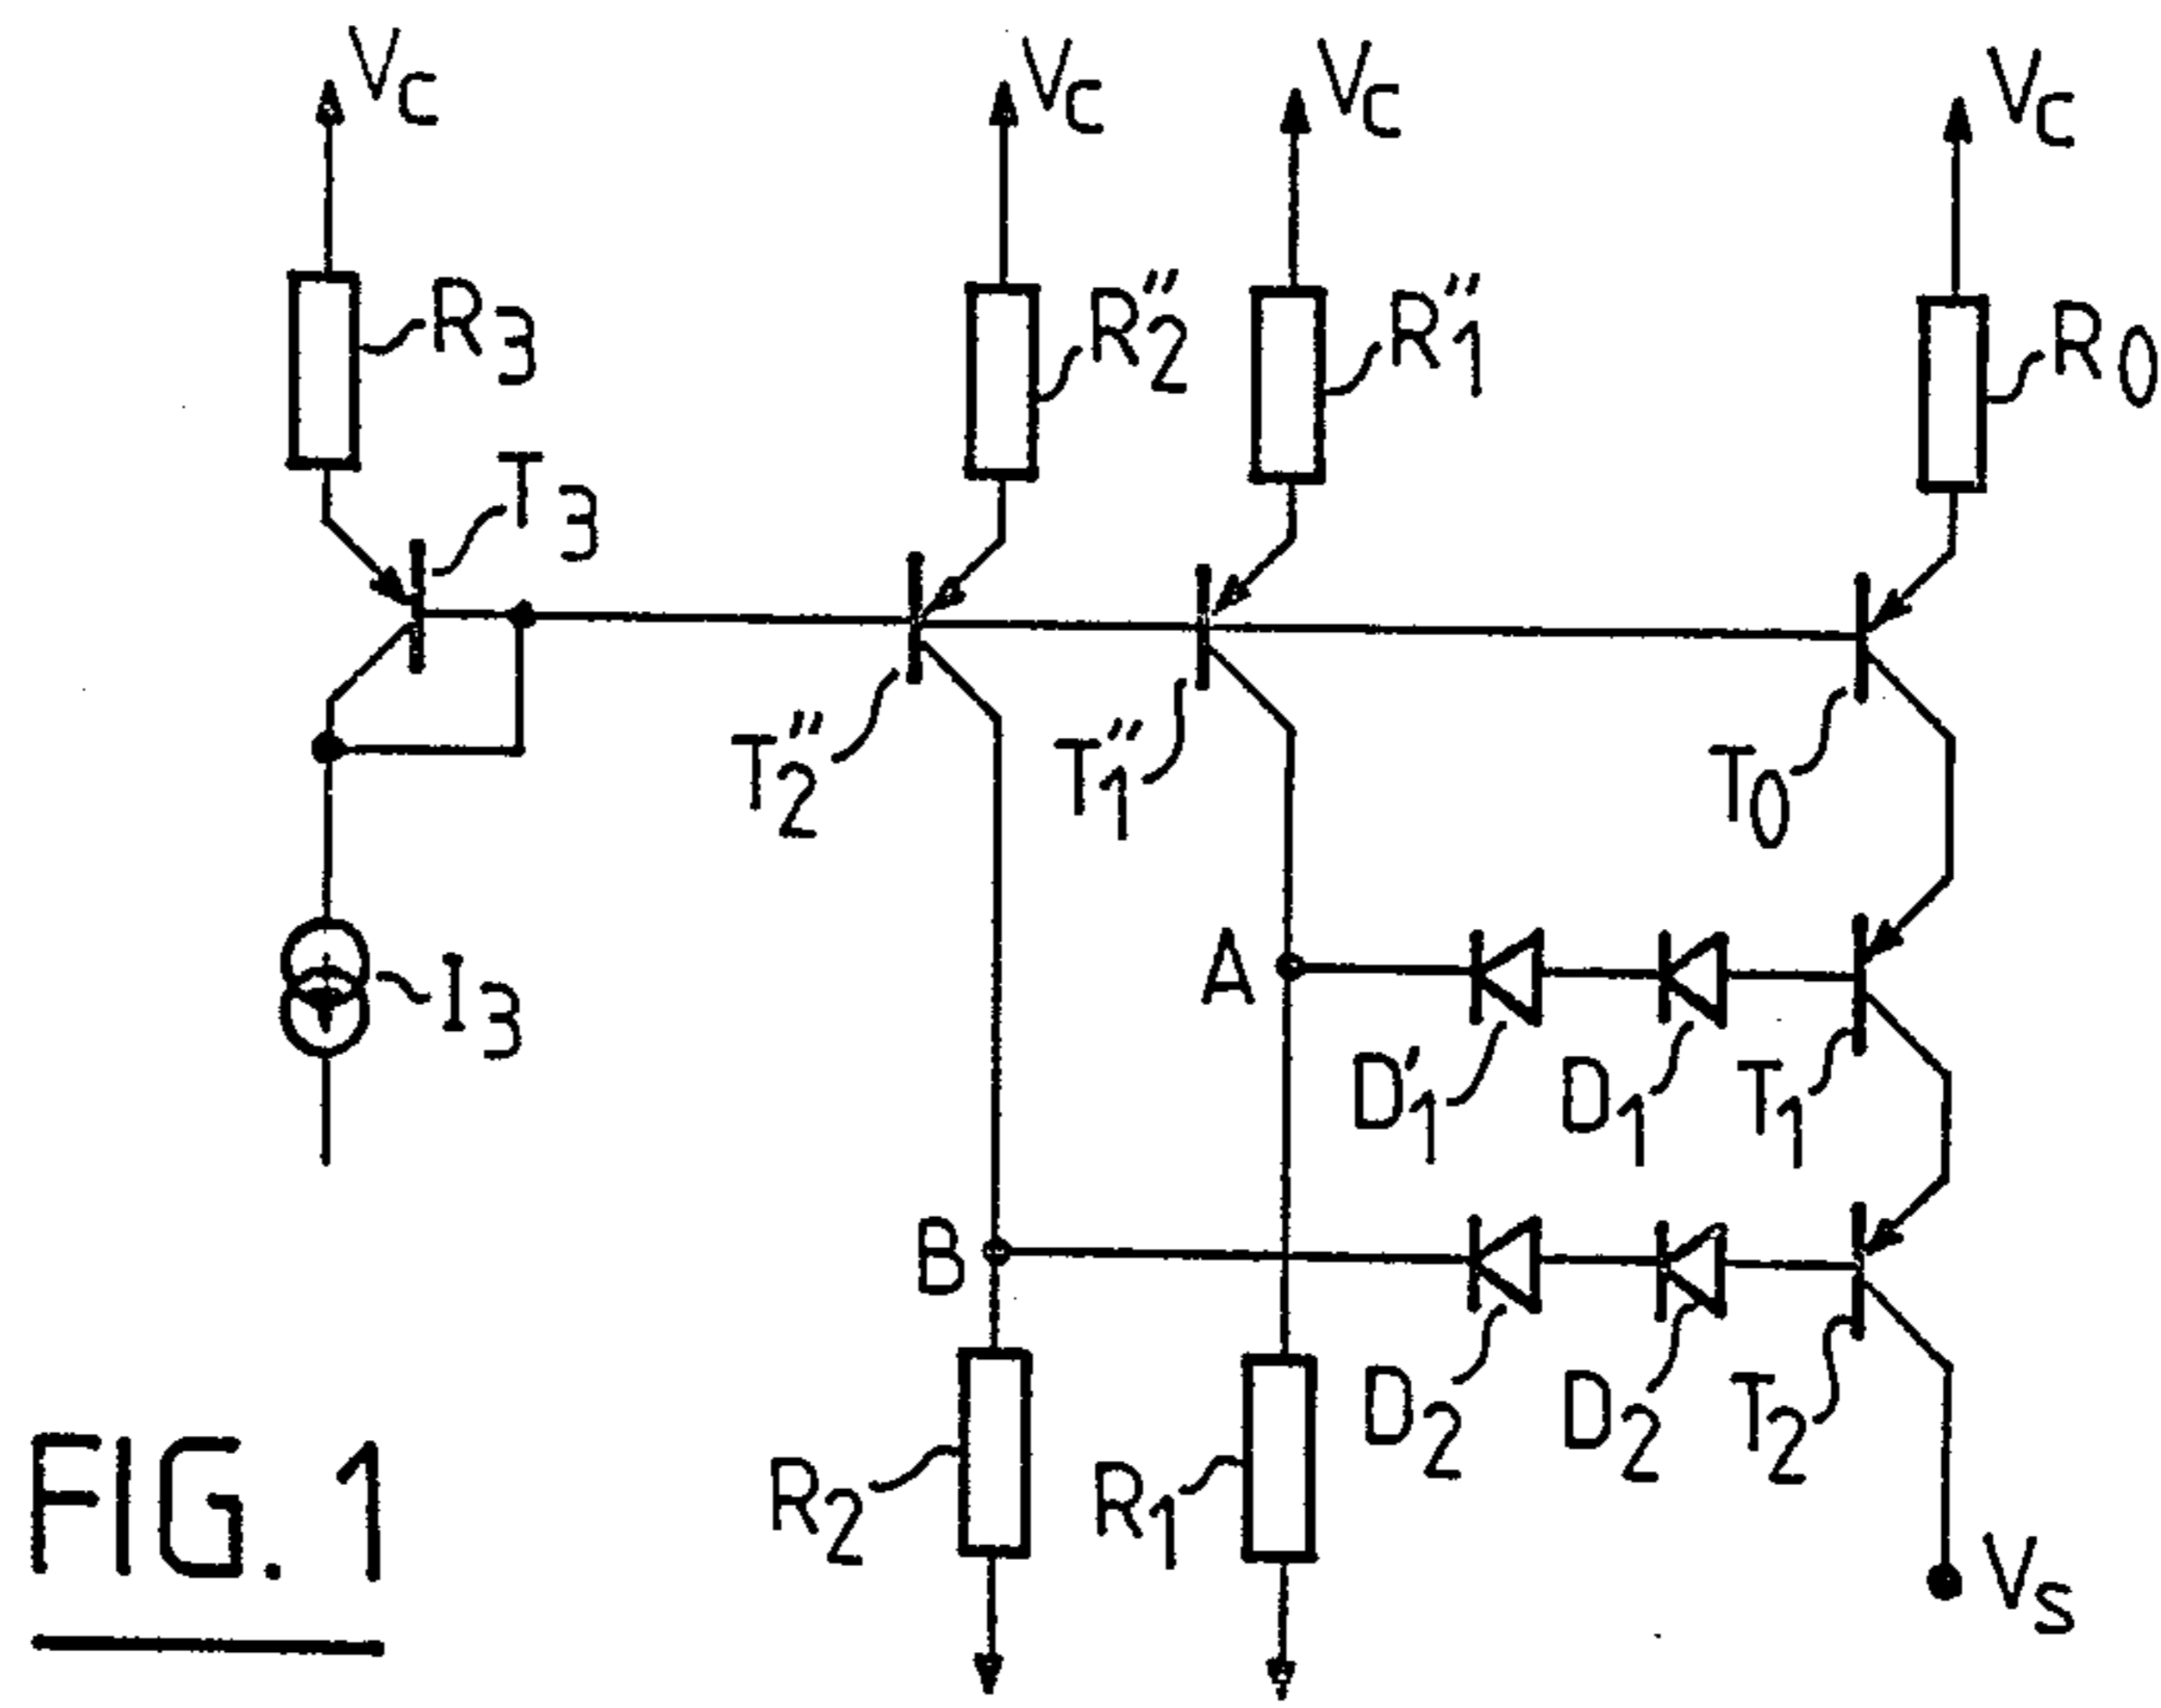 VC
VC
VC
VC
R3
R"2
R"1
R0
T3
T"2
T"1
T0
I3
A
D'1
D1
T1
B
D2
D2
T2
R2
R1
VS
FIG. 1